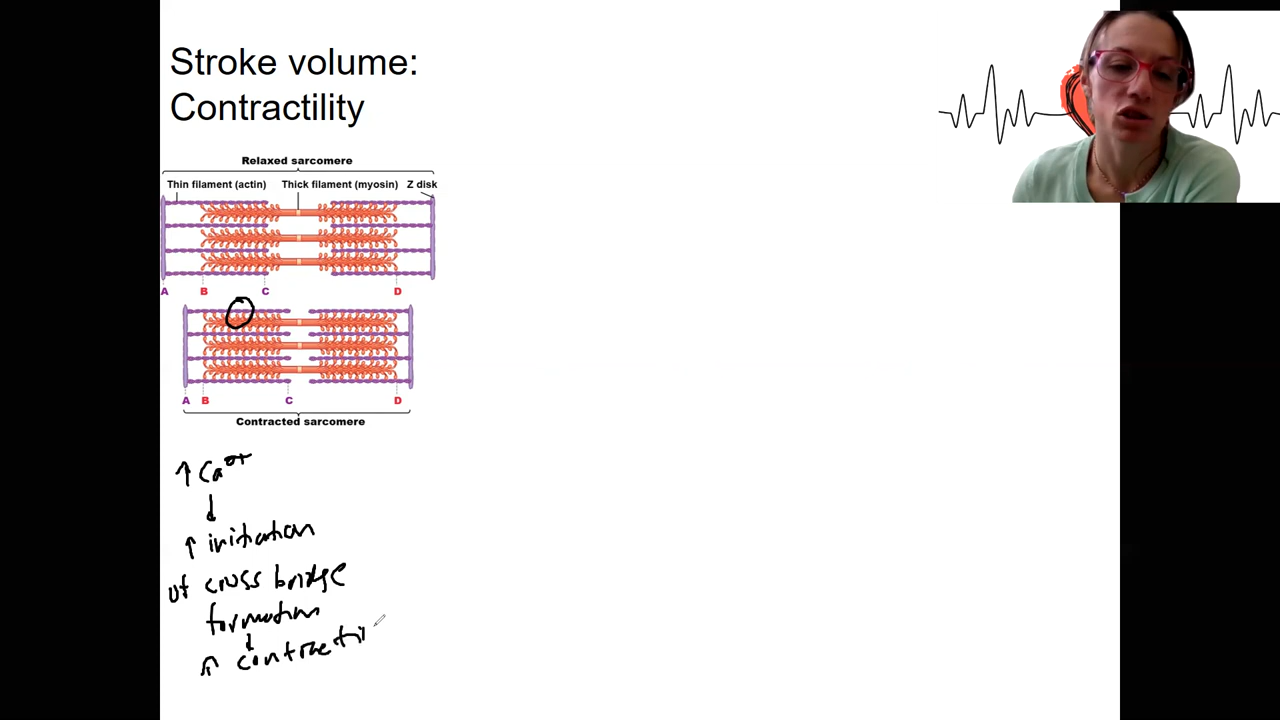 Stroke volume:
Contractility
Relaxed sarcomere
Thin filament (actin) Thick filament (myosin) Z disk
A B C D
A B C D
Contracted sarcomere
↑ Ca2+
↓
↑ initiation
of cross bridge
formation
↓
↑ contracti